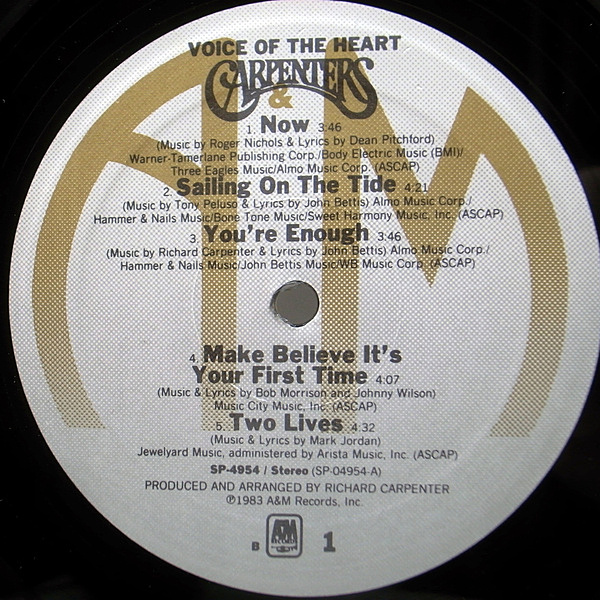 VOICE OF THE HEART
CARPENTERS
&
1. Now 3:46
(Music by Roger Nichols & Lyrics by Dean Pitchford)
Warner-Tamerlane Publishing Corp./Body Electric Music (BMI)/
Three Eagles Music/Almo Music Corp. (ASCAP)
2. Sailing On The Tide 4:21
(Music by Tony Peluso & Lyrics by John Bettis) Almo Music Corp./
Hammer & Nails Music/Bone Tone Music/Sweet Harmony Music, Inc. (ASCAP)
3. You're Enough 3:46
(Music by Richard Carpenter & Lyrics by John Bettis) Almo Music Corp./
Hammer & Nails Music/John Bettis Music/WB Music Corp. (ASCAP)
4. Make Believe It's
Your First Time 4:07
(Music & Lyrics by Bob Morrison and Johnny Wilson)
Music City Music, Inc. (ASCAP)
5. Two Lives 4:32
(Music & Lyrics by Mark Jordan)
Jewelyard Music, administered by Arista Music, Inc. (ASCAP)
SP-4954 / Stereo (SP-04954-A)
PRODUCED AND ARRANGED BY RICHARD CARPENTER
℗1983 A&M Records, Inc.
B A&M RECORDS 1